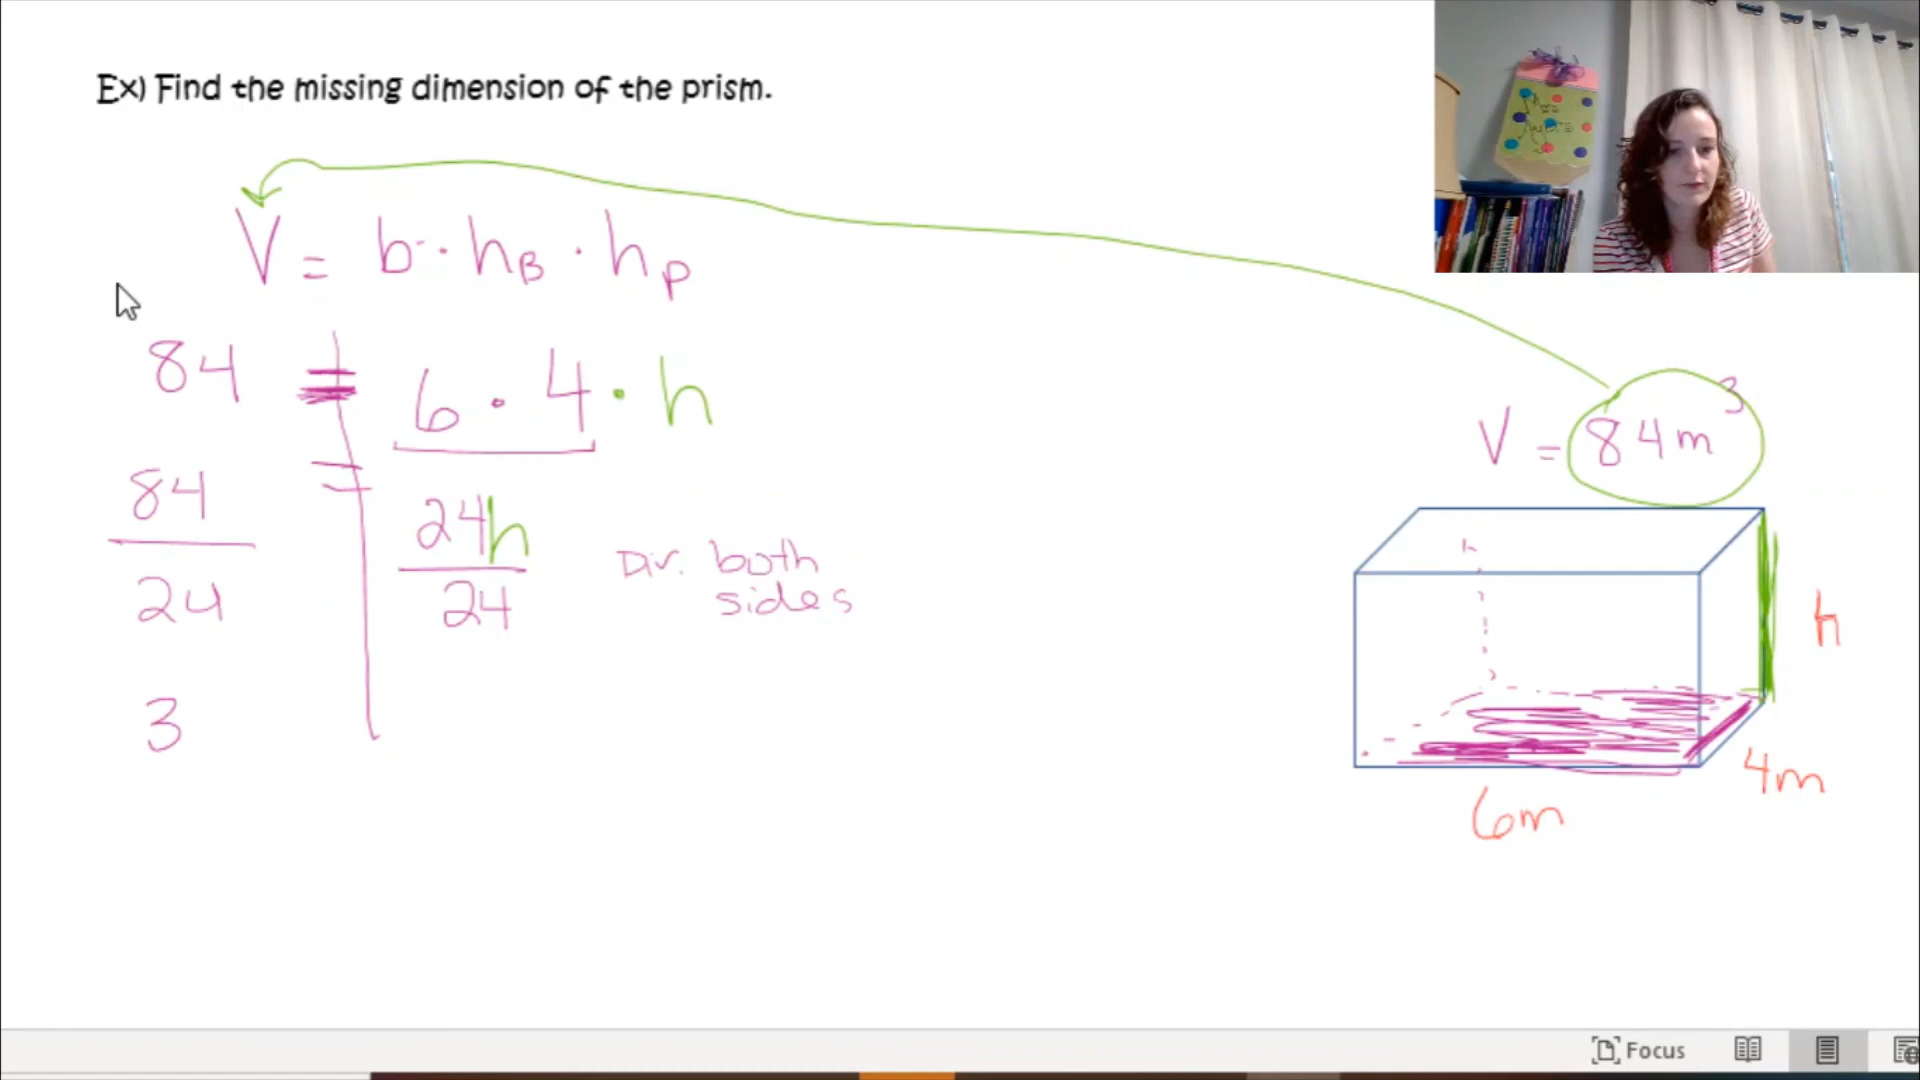 Ex) Find the missing dimension of the prism.
V = b · hB · hP
84 = 6 · 4 · h
84 = 24h
24 24
Div. both
sides
3
V = 84m³
h
4m
6m
Focus